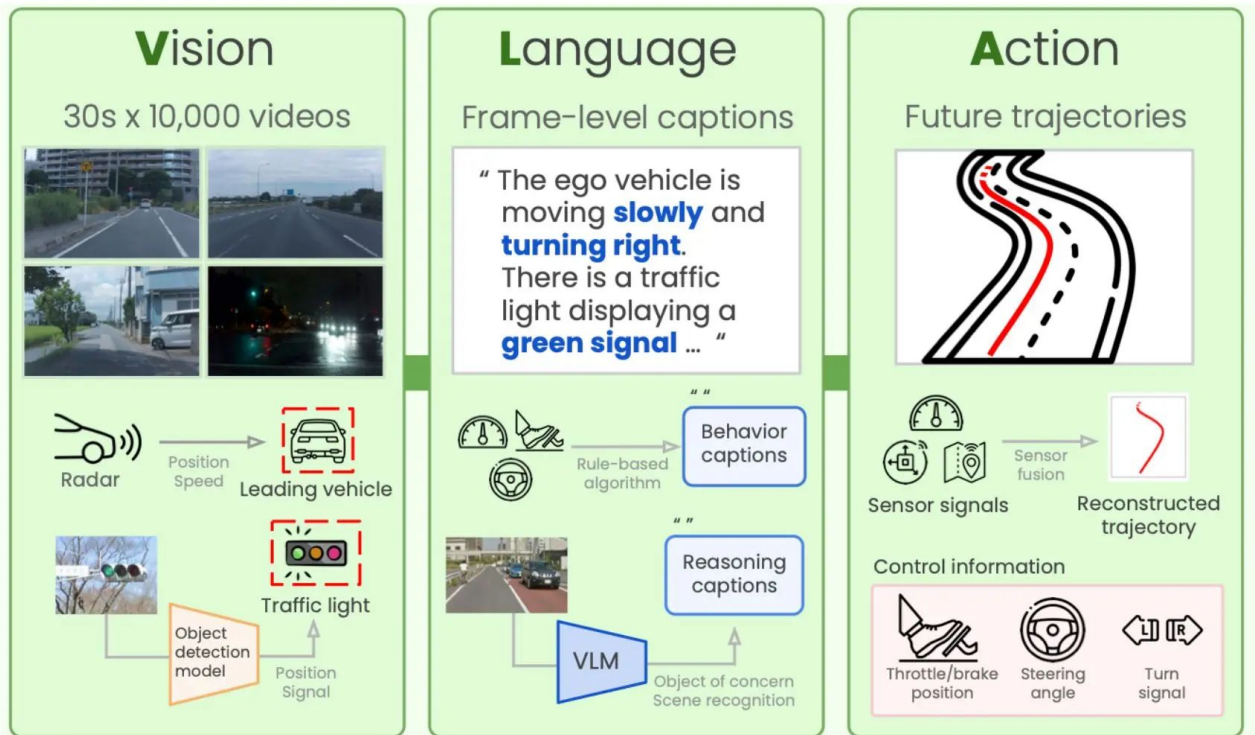 Vision
30s x 10,000 videos
Radar
Position
Speed
Leading vehicle
Traffic light
Object
detection
model
Position
Signal
Language
Frame-level captions
“ The ego vehicle is
moving slowly and
turning right.
There is a traffic
light displaying a
green signal ... “
“ “
Rule-based
algorithm
Behavior
captions
“ ”
Reasoning
captions
VLM
Object of concern
Scene recognition
Action
Future trajectories
Sensor signals
Sensor
fusion
Reconstructed
trajectory
Control information
Throttle/brake
position
Steering
angle
L R
Turn
signal